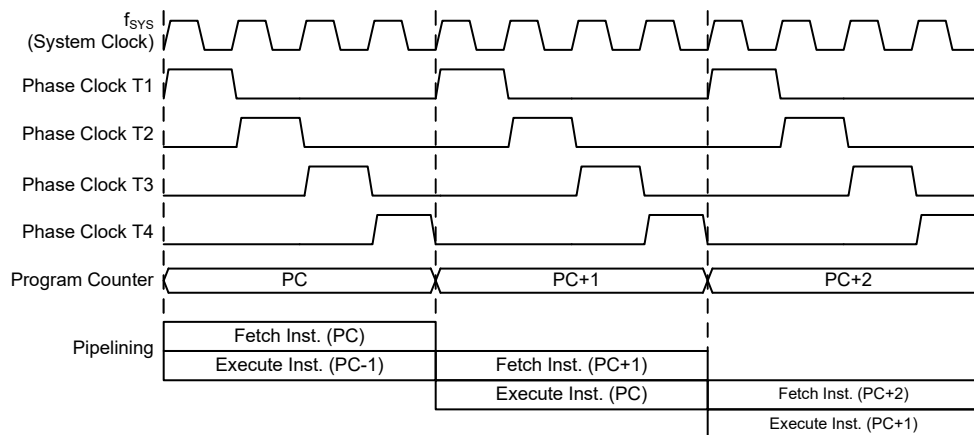 fSYS
(System Clock)
Phase Clock T1
Phase Clock T2
Phase Clock T3
Phase Clock T4
Program Counter PC PC+1 PC+2
Pipelining
Fetch Inst. (PC)
Execute Inst. (PC-1) Fetch Inst. (PC+1)
Execute Inst. (PC) Fetch Inst. (PC+2)
Execute Inst. (PC+1)